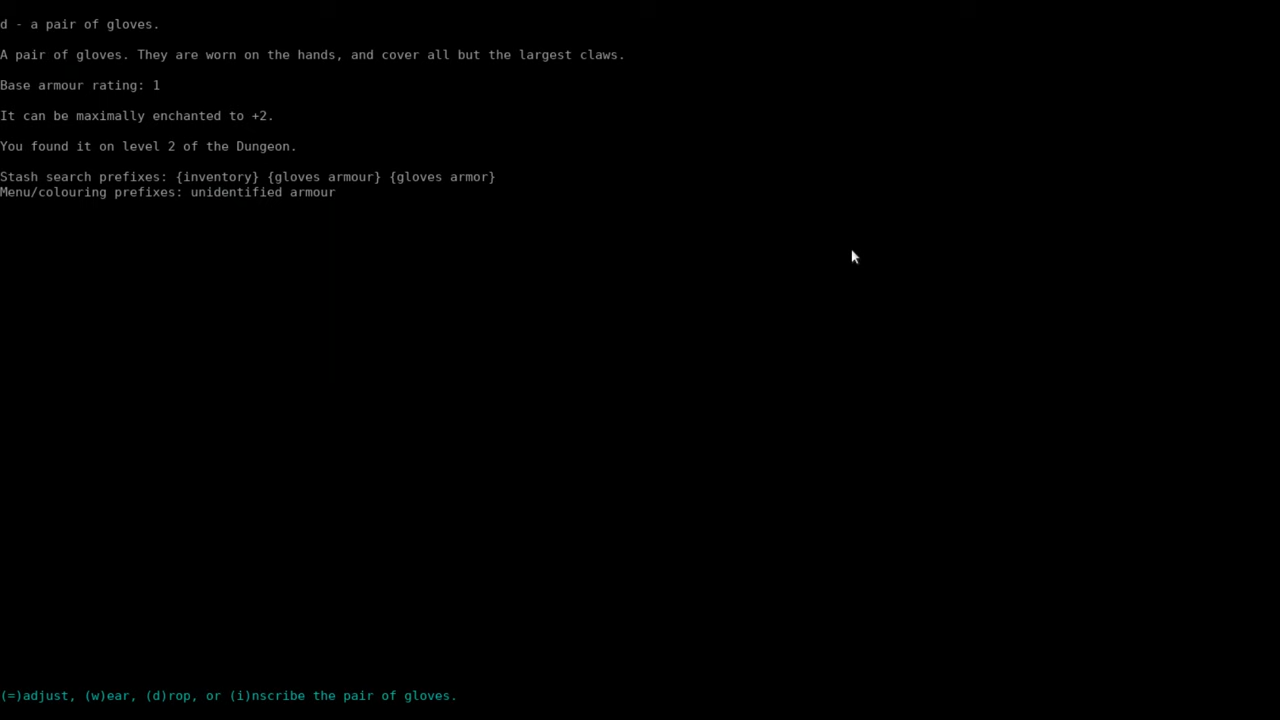 d - a pair of gloves.
A pair of gloves. They are worn on the hands, and cover all but the largest claws.
Base armour rating: 1
It can be maximally enchanted to +2.
You found it on level 2 of the Dungeon.
Stash search prefixes: {inventory} {gloves armour} {gloves armor}
Menu/colouring prefixes: unidentified armour
(=)adjust, (w)ear, (d)rop, or (i)nscribe the pair of gloves.